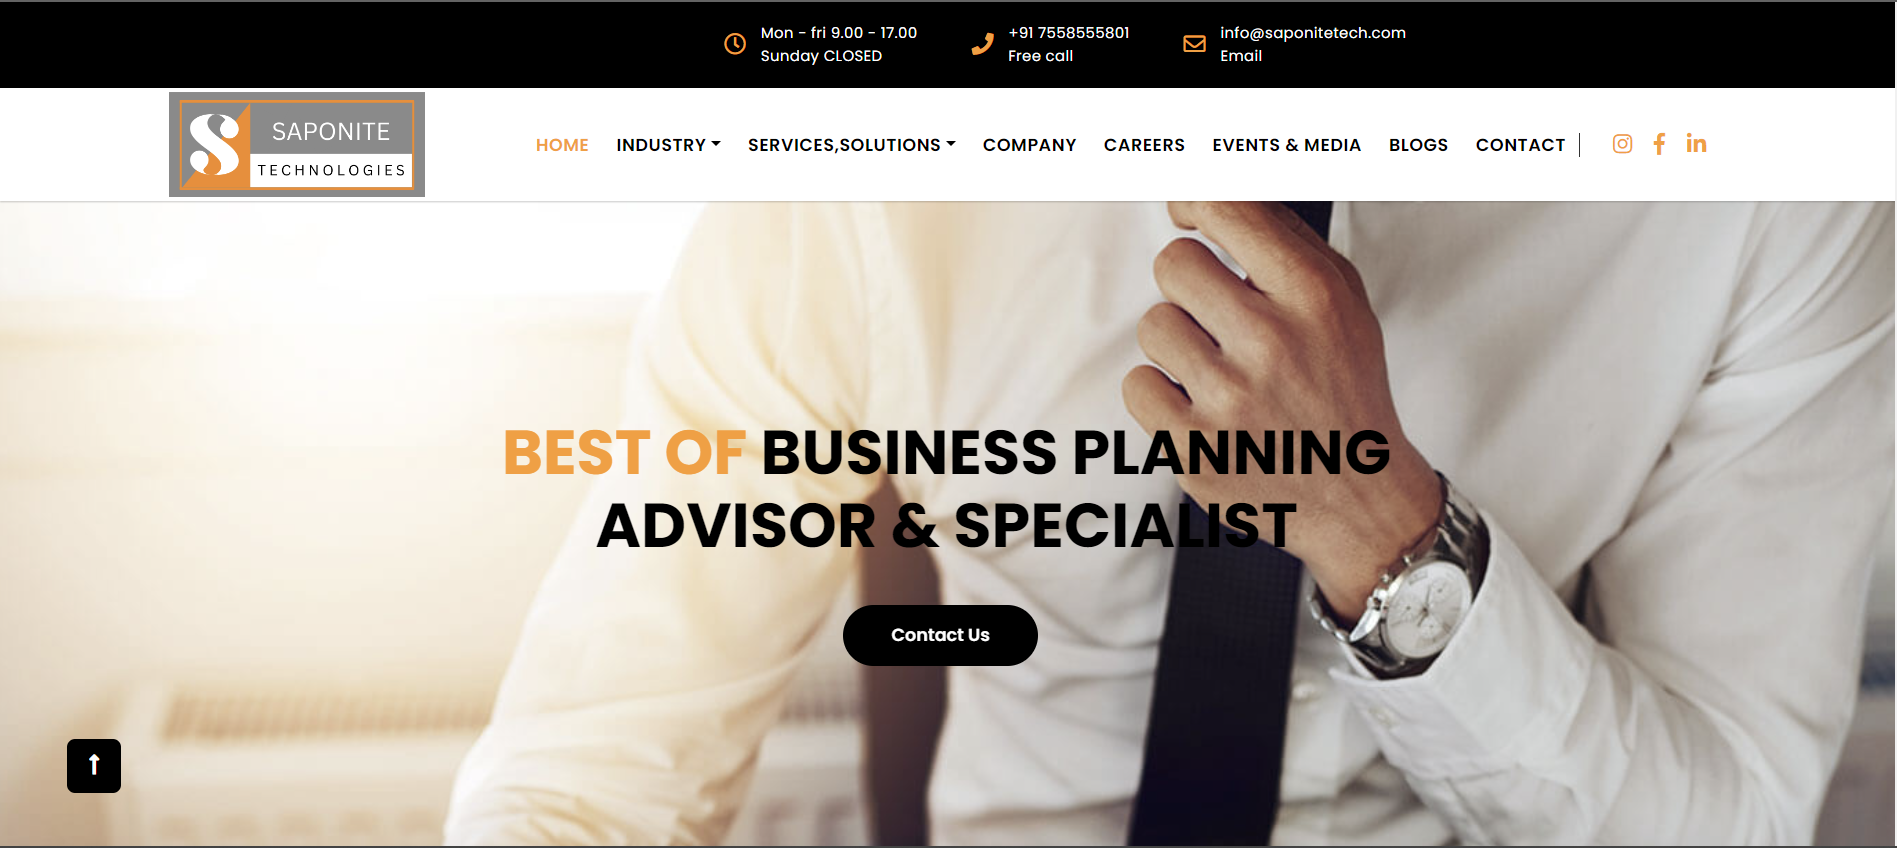 Mon - fri 9.00 - 17.00
Sunday CLOSED
+91 7558555801
Free call
info@saponitetech.com
Email
S SAPONITE
TECHNOLOGIES
HOME INDUSTRY SERVICES,SOLUTIONS COMPANY CAREERS EVENTS & MEDIA BLOGS CONTACT
BEST OF BUSINESS PLANNING
ADVISOR & SPECIALIST
Contact Us